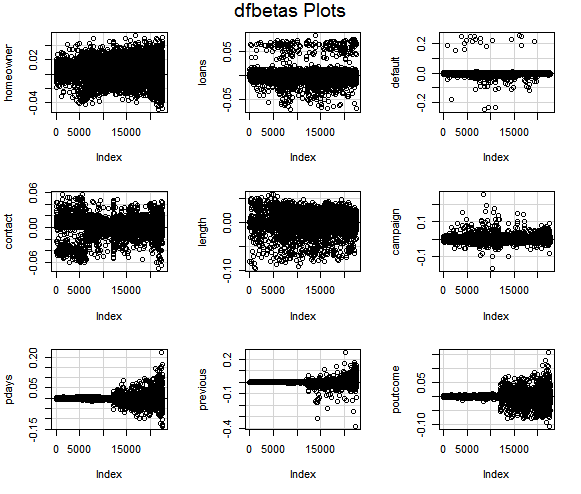 dfbetas Plots
homeowner
0.02
-0.04
0 5000 15000
Index
loans
0.05
-0.05
0 5000 15000
Index
default
0.2
0.0
-0.2
0 5000 15000
Index
contact
0.06
0.00
-0.06
0 5000 15000
Index
length
0.00
-0.10
0 5000 15000
Index
campaign
0.1
-0.1
0 5000 15000
Index
pdays
0.20
0.05
-0.15
0 5000 15000
Index
previous
0.2
-0.1
-0.4
0 5000 15000
Index
poutcome
0.05
-0.10
0 5000 15000
Index